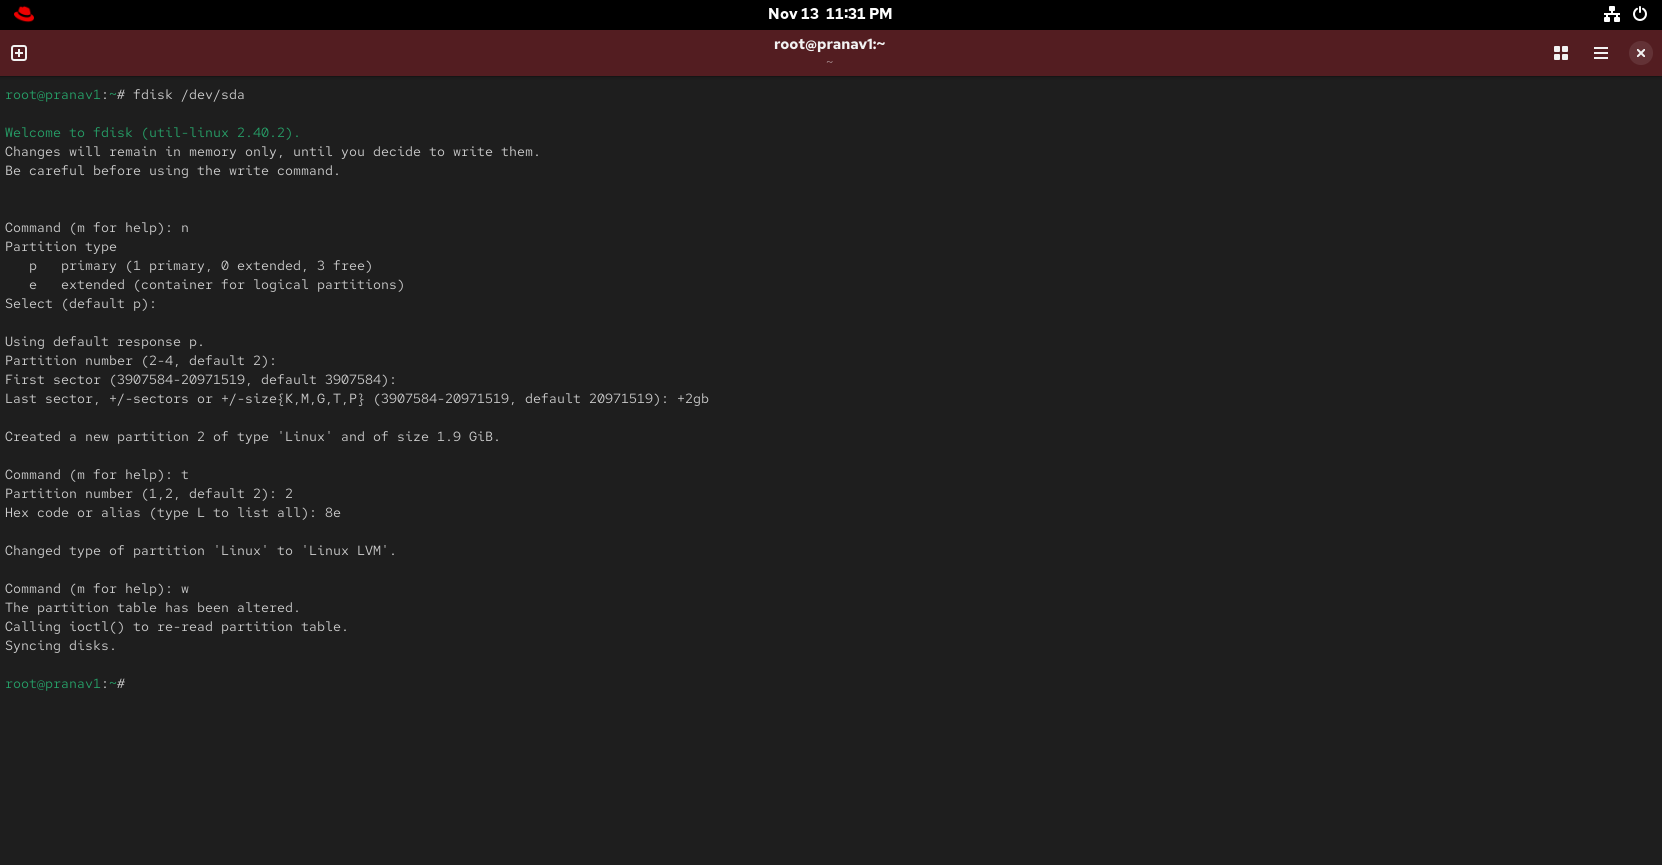 Nov 13 11:31 PM
root@pranav1:~
~
root@pranav1:~# fdisk /dev/sda
Welcome to fdisk (util-linux 2.40.2).
Changes will remain in memory only, until you decide to write them.
Be careful before using the write command.
Command (m for help): n
Partition type
   p   primary (1 primary, 0 extended, 3 free)
   e   extended (container for logical partitions)
Select (default p):
Using default response p.
Partition number (2-4, default 2):
First sector (3907584-20971519, default 3907584):
Last sector, +/-sectors or +/-size{K,M,G,T,P} (3907584-20971519, default 20971519): +2gb
Created a new partition 2 of type 'Linux' and of size 1.9 GiB.
Command (m for help): t
Partition number (1,2, default 2): 2
Hex code or alias (type L to list all): 8e
Changed type of partition 'Linux' to 'Linux LVM'.
Command (m for help): w
The partition table has been altered.
Calling ioctl() to re-read partition table.
Syncing disks.
root@pranav1:~#